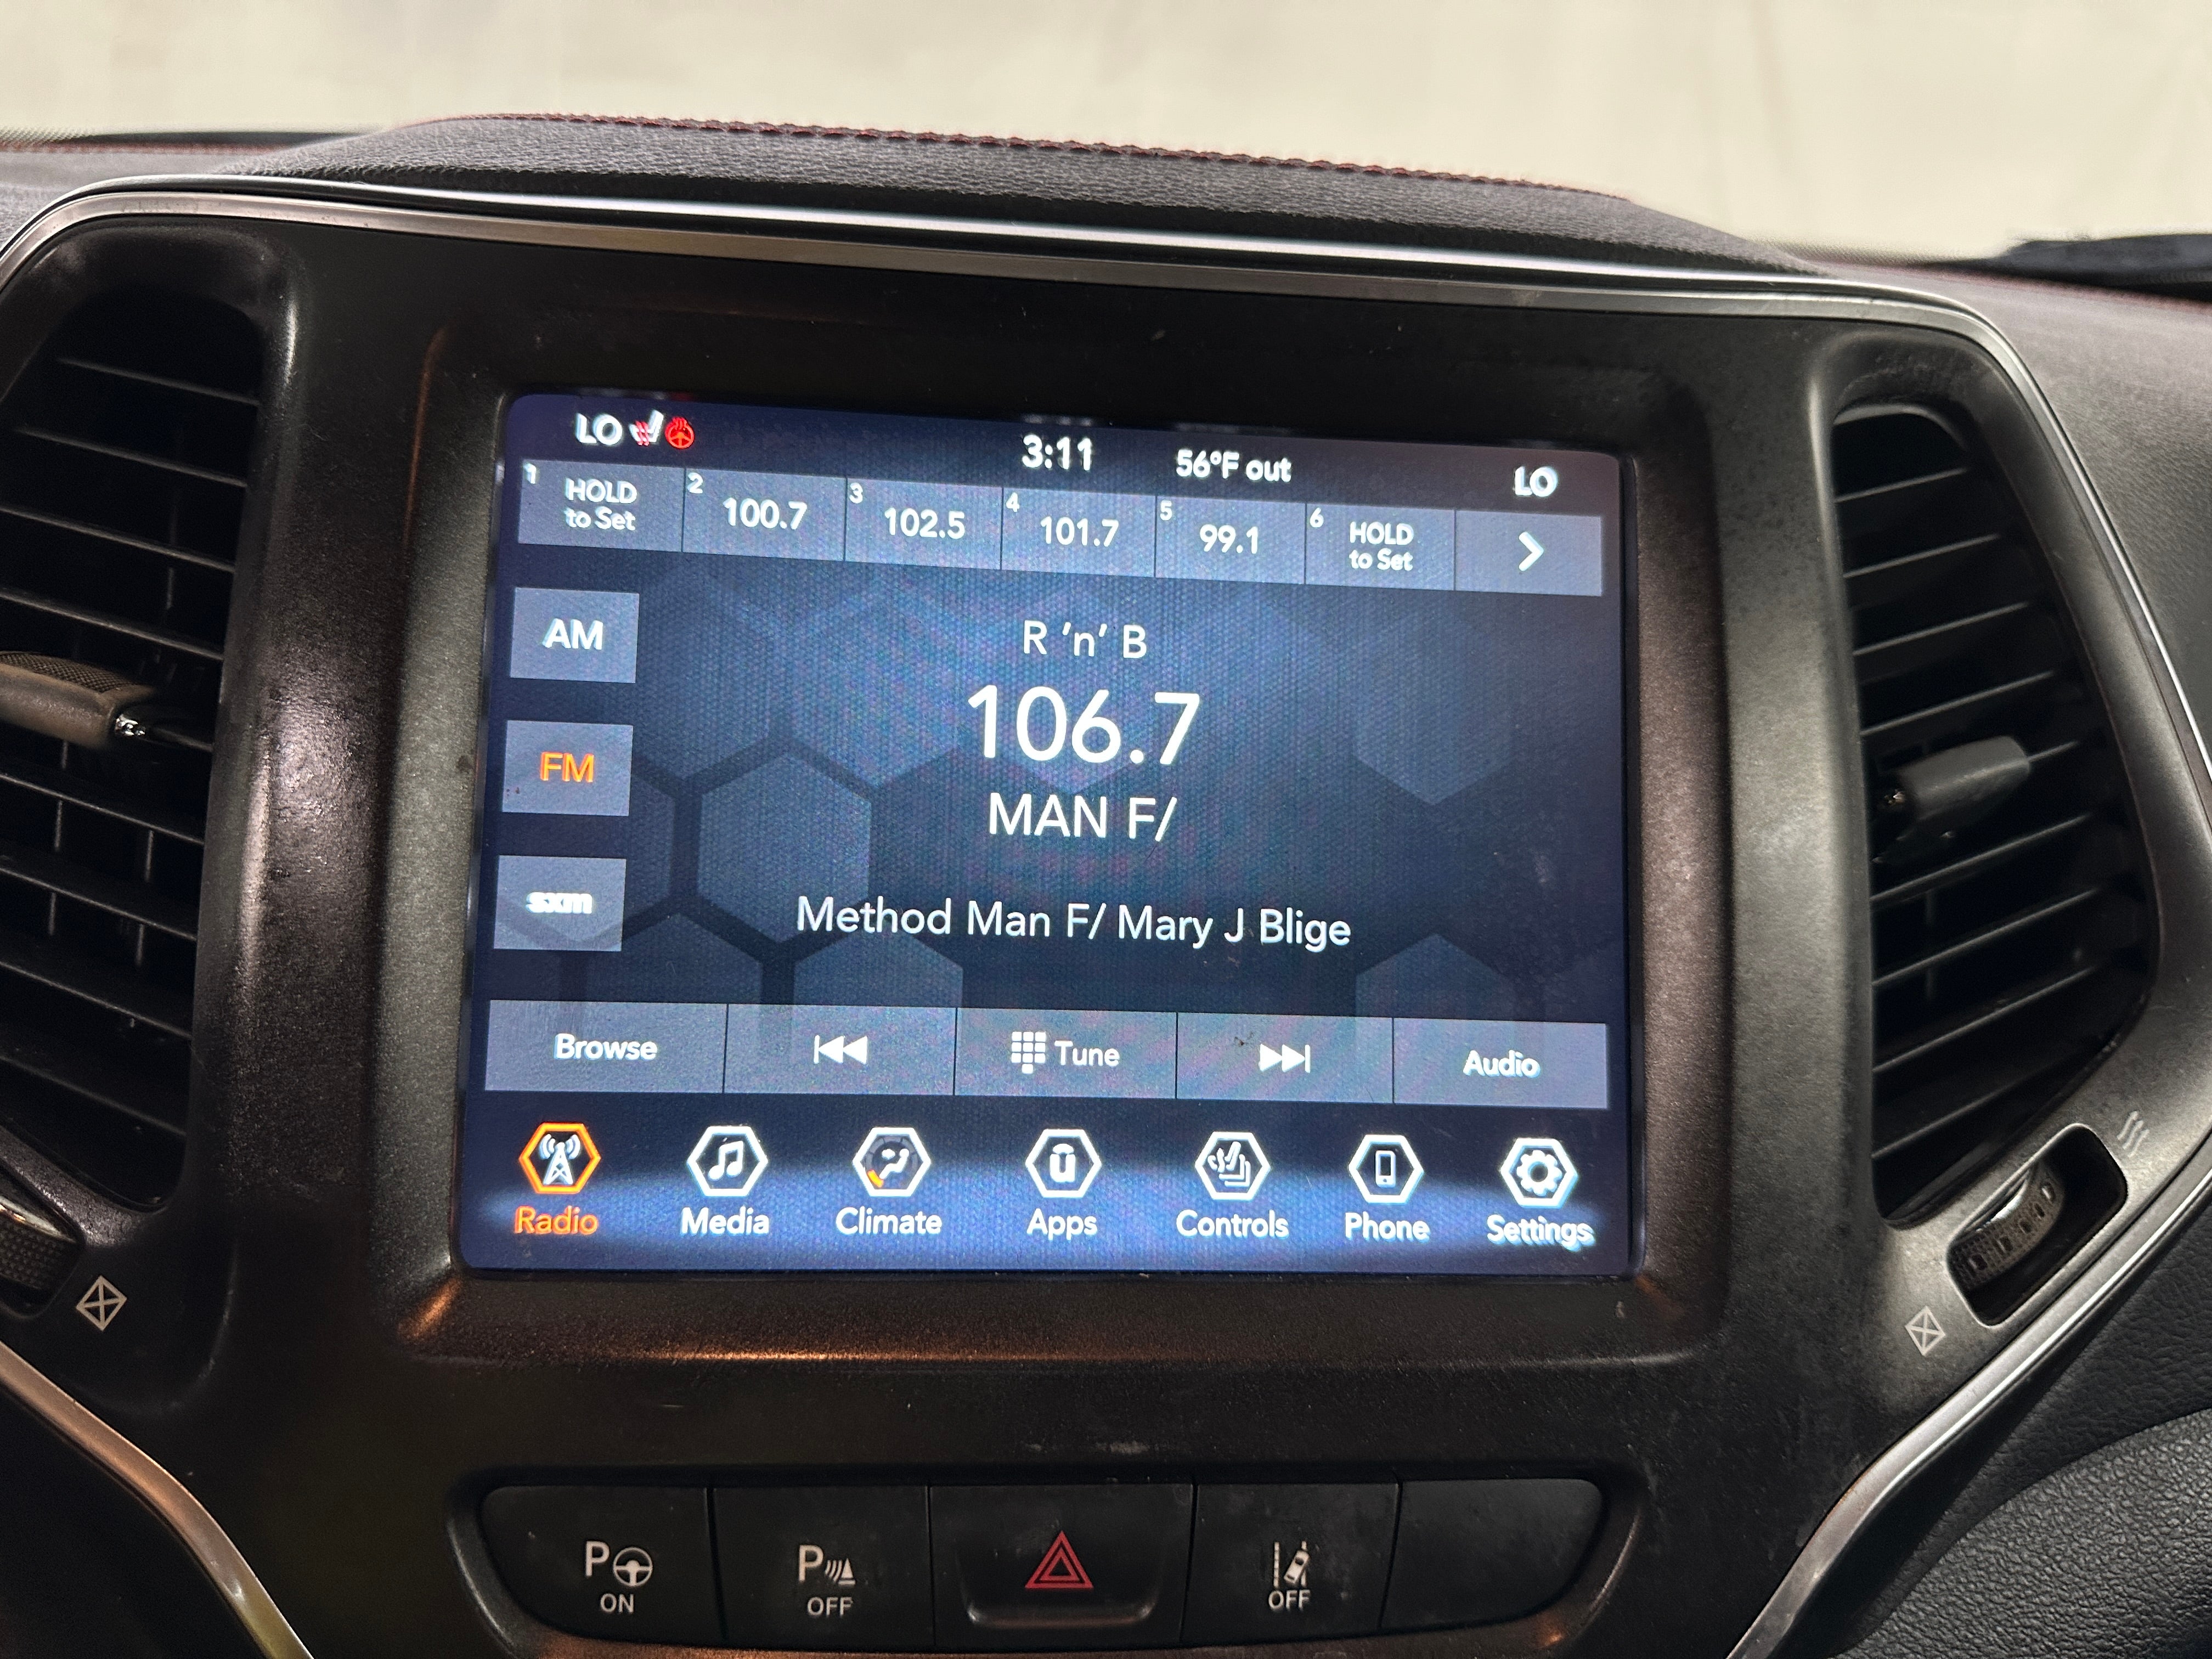 LO 3:11 56°F out LO
1 HOLD to Set 2 100.7 3 102.5 4 101.7 5 99.1 6 HOLD to Set
AM
R 'n' B
106.7
FM
MAN F/
sxm
Method Man F/ Mary J Blige
Browse Tune Audio
Radio Media Climate Apps Controls Phone Settings
P ON
P OFF
OFF